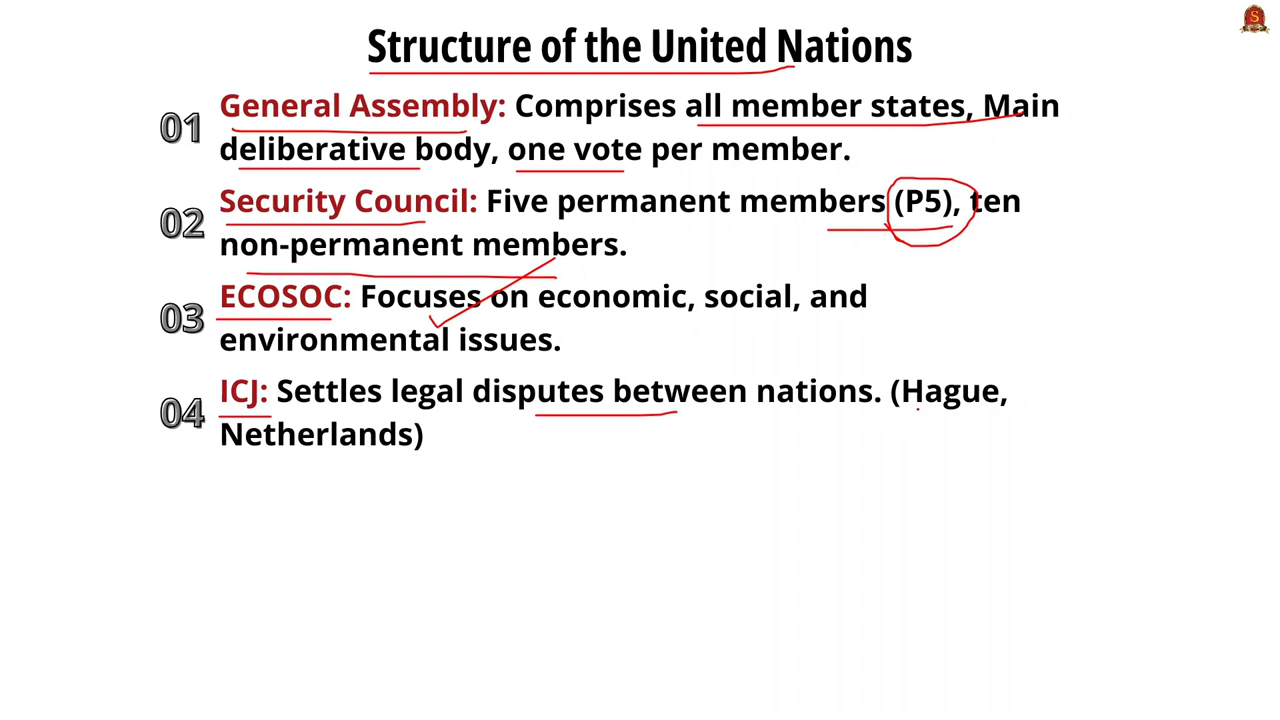 Structure of the United Nations
01
General Assembly: Comprises all member states, Main
deliberative body, one vote per member.
02
Security Council: Five permanent members (P5), ten
non-permanent members.
03
ECOSOC: Focuses on economic, social, and
environmental issues.
04
ICJ: Settles legal disputes between nations. (Hague,
Netherlands)
S